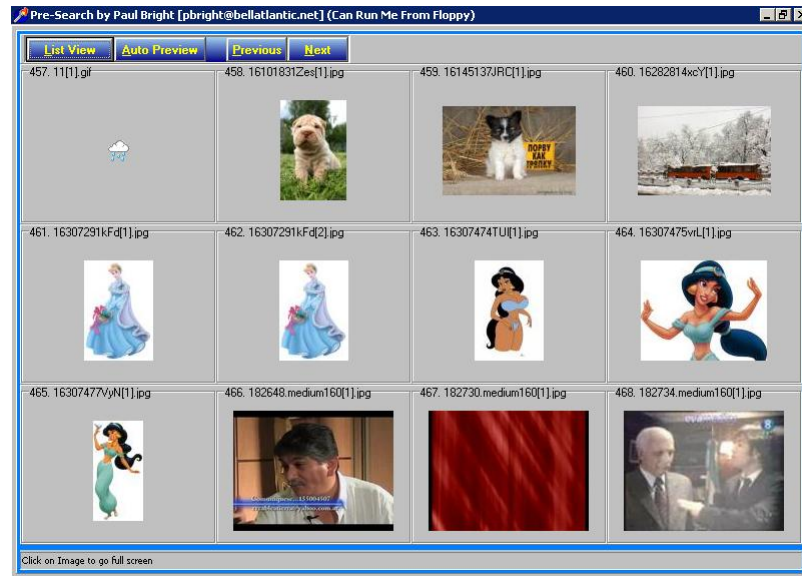 Pre-Search by Paul Bright [pbright@bellatlantic.net] (Can Run Me From Floppy)
List View Auto Preview Previous Next
457. 11[1].gif
458. 16101831Zes[1].jpg
459. 16145137JRC[1].jpg
460. 16282814xcY[1].jpg
ПОРВУ
КАК
ТРЯПКУ
461. 16307291kFd[1].jpg
462. 16307291kFd[2].jpg
463. 16307474TUI[1].jpg
464. 16307475vrL[1].jpg
465. 16307477VyN[1].jpg
466. 182648.medium160[1].jpg
467. 182730.medium160[1].jpg
468. 182734.medium160[1].jpg
8
Click on Image to go full screen